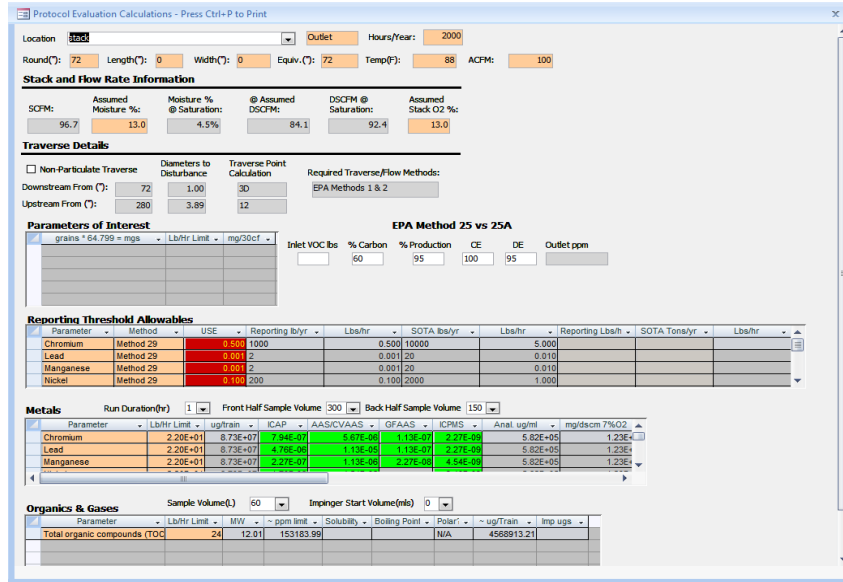 Protocol Evaluation Calculations - Press Ctrl+P to Print
Location stack Outlet Hours/Year: 2000
Round("): 72 Length("): 0 Width("): 0 Equiv.("): 72 Temp(F): 88 ACFM: 100
Stack and Flow Rate Information
SCFM: Assumed Moisture %: Moisture % @ Saturation: @ Assumed DSCFM: DSCFM @ Saturation: Assumed Stack O2 %:
96.7 13.0 4.5% 84.1 92.4 13.0
Traverse Details
Non-Particulate Traverse Diameters to Disturbance Traverse Point Calculation Required Traverse/Flow Methods:
Downstream From ("): 72 1.00 3D EPA Methods 1 & 2
Upstream From ("): 280 3.89 12
Parameters of Interest EPA Method 25 vs 25A
grains * 64.799 = mgs Lb/Hr Limit mg/30cf
Inlet VOC lbs % Carbon % Production CE DE Outlet ppm
60 95 100 95
Reporting Threshold Allowables
Parameter Method USE Reporting lb/yr Lbs/hr SOTA lbs/yr Lbs/hr Reporting Lbs/h SOTA Tons/yr Lbs/hr
Chromium Method 29 0.500 1000 0.500 10000 5.000
Lead Method 29 0.001 2 0.001 20 0.010
Manganese Method 29 0.001 2 0.001 20 0.010
Nickel Method 29 0.100 200 0.100 2000 1.000
Metals Run Duration(hr) 1 Front Half Sample Volume 300 Back Half Sample Volume 150
Parameter Lb/Hr Limit ug/train ICAP AAS/CVAAS GFAAS ICPMS Anal. ug/ml mg/dscm 7%O2
Chromium 2.20E+01 8.73E+07 7.94E-07 5.67E-06 1.13E-07 2.27E-09 5.82E+05 1.23E+
Lead 2.20E+01 8.73E+07 4.76E-06 1.13E-05 1.13E-07 2.27E-09 5.82E+05 1.23E+
Manganese 2.20E+01 8.73E+07 2.27E-07 1.13E-06 2.27E-08 4.54E-09 5.82E+05 1.23E+
Organics & Gases Sample Volume(L) 60 Impinger Start Volume(mls) 0
Parameter Lb/Hr Limit MW ~ ppm limit Solubility Boiling Point Polar? ~ ug/Train Imp ugs
Total organic compounds (TOC 24 12.01 153183.99 N/A 4568913.21